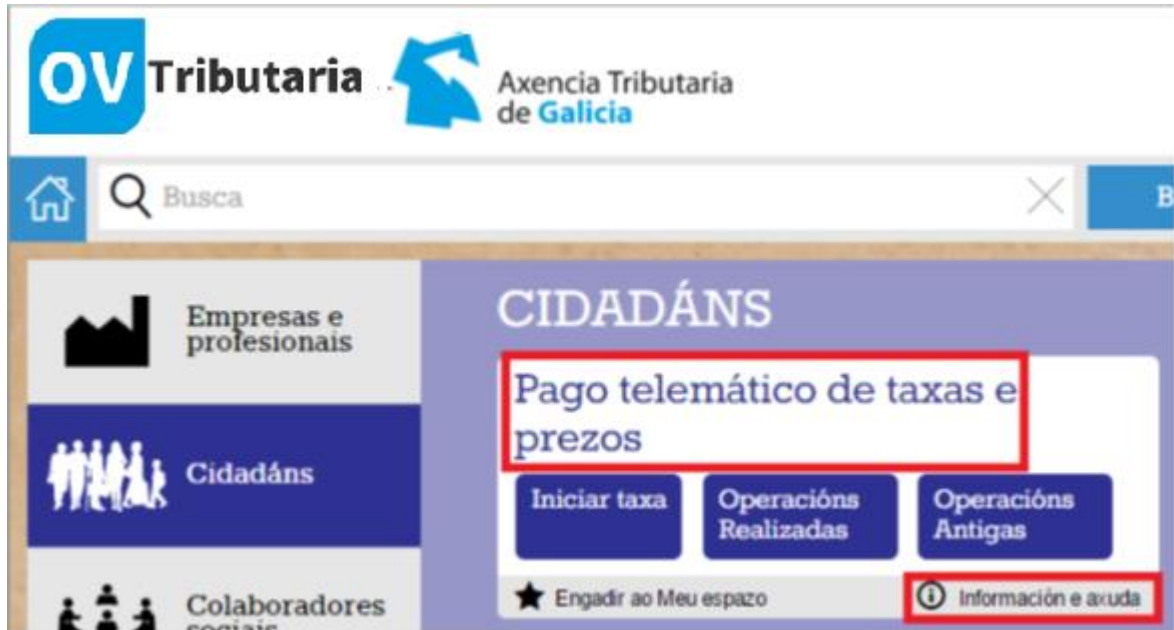 OV Tributaria
Axencia Tributaria
de Galicia
Busca
B
Empresas e
profesionais
Cidadáns
Colaboradores
sociais
CIDADÁNS
Pago telemático de taxas e
prezos
Iniciar taxa
Operacións
Realizadas
Operacións
Antigas
Engadir ao Meu espazo
Información e axuda